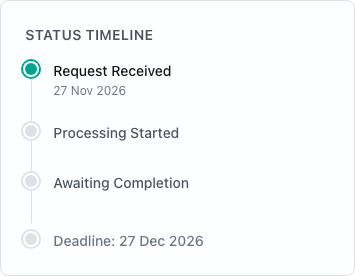 STATUS TIMELINE
Request Received
27 Nov 2026
Processing Started
Awaiting Completion
Deadline: 27 Dec 2026